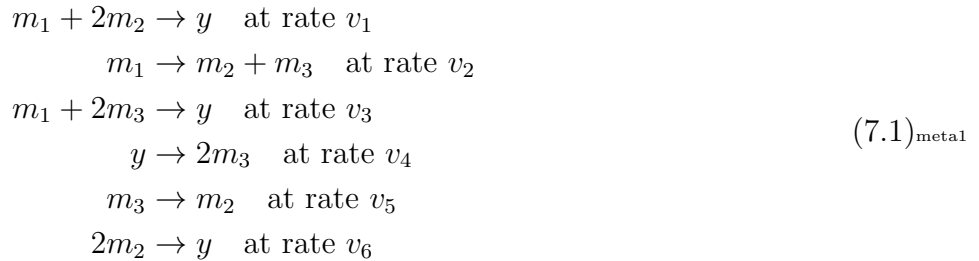 m₁ + 2m₂ → y at rate v₁
m₁ → m₂ + m₃ at rate v₂
m₁ + 2m₃ → y at rate v₃
(7.1)meta1
y → 2m₃ at rate v₄
m₃ → m₂ at rate v₅
2m₂ → y at rate v₆